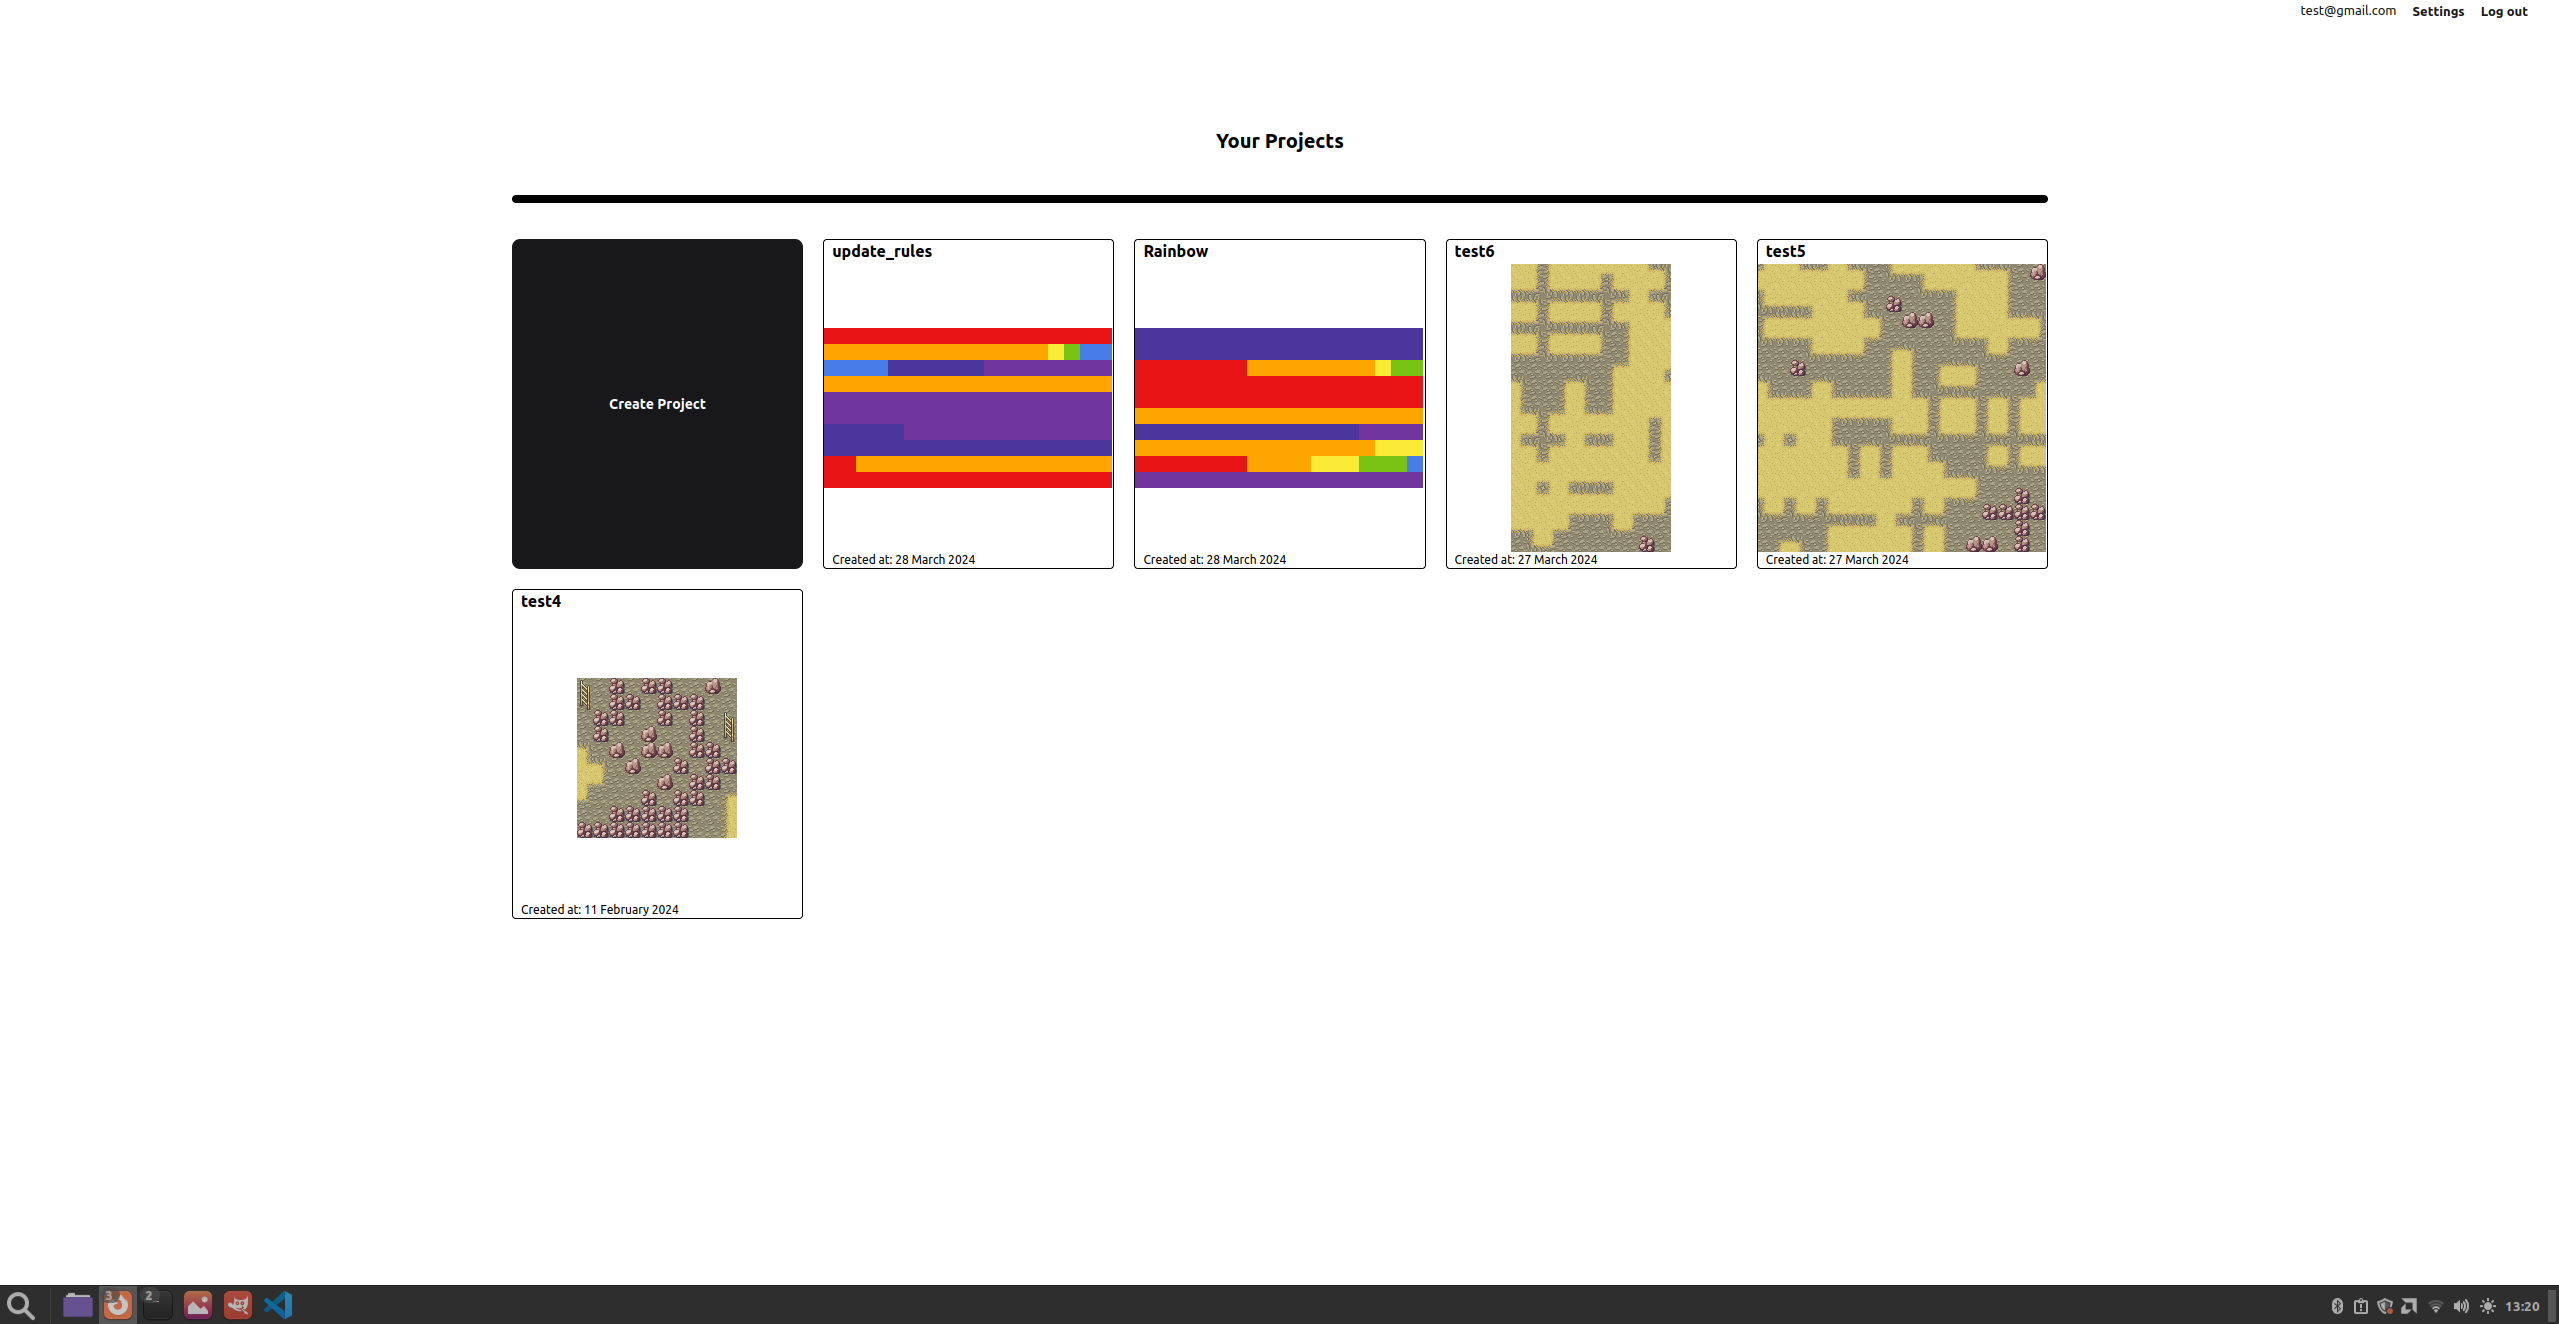 test@gmail.com Settings Log out
Your Projects
Create Project
update_rules
Created at: 28 March 2024
Rainbow
Created at: 28 March 2024
test6
Created at: 27 March 2024
test5
Created at: 27 March 2024
test4
Created at: 11 February 2024
3 2 13:20